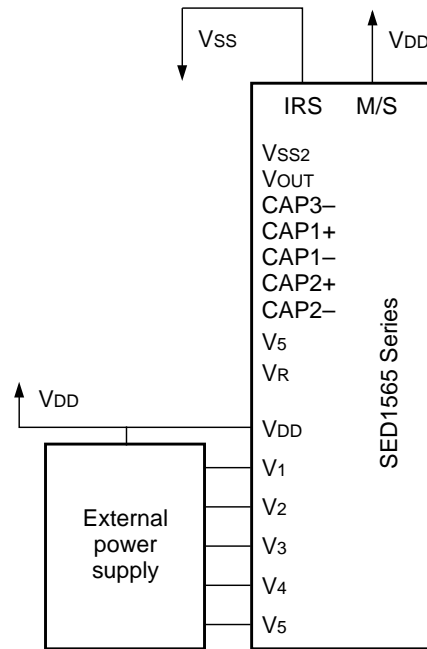 VSS
VDD
IRS M/S
VSS2
VOUT
CAP3–
CAP1+
CAP1–
CAP2+
CAP2–
V5
VR
VDD
VDD
V1
V2
V3
V4
V5
External
power
supply
SED1565 Series